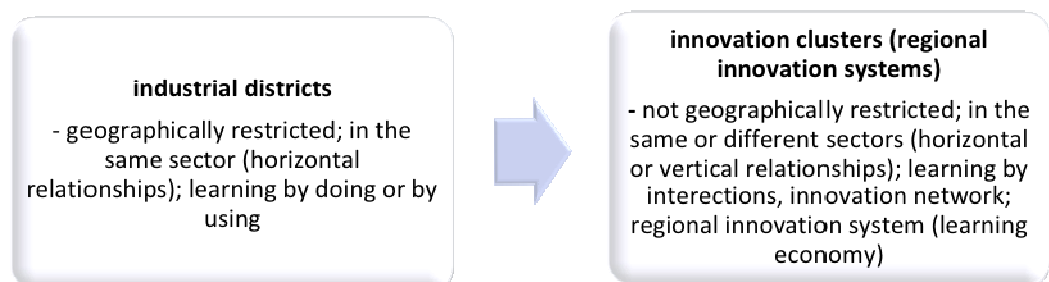 industrial districts
- geographically restricted; in the
same sector (horizontal
relationships); learning by doing or by
using
innovation clusters (regional
innovation systems)
- not geographically restricted; in the
same or different sectors (horizontal
or vertical relationships); learning by
interections, innovation network;
regional innovation system (learning
economy)